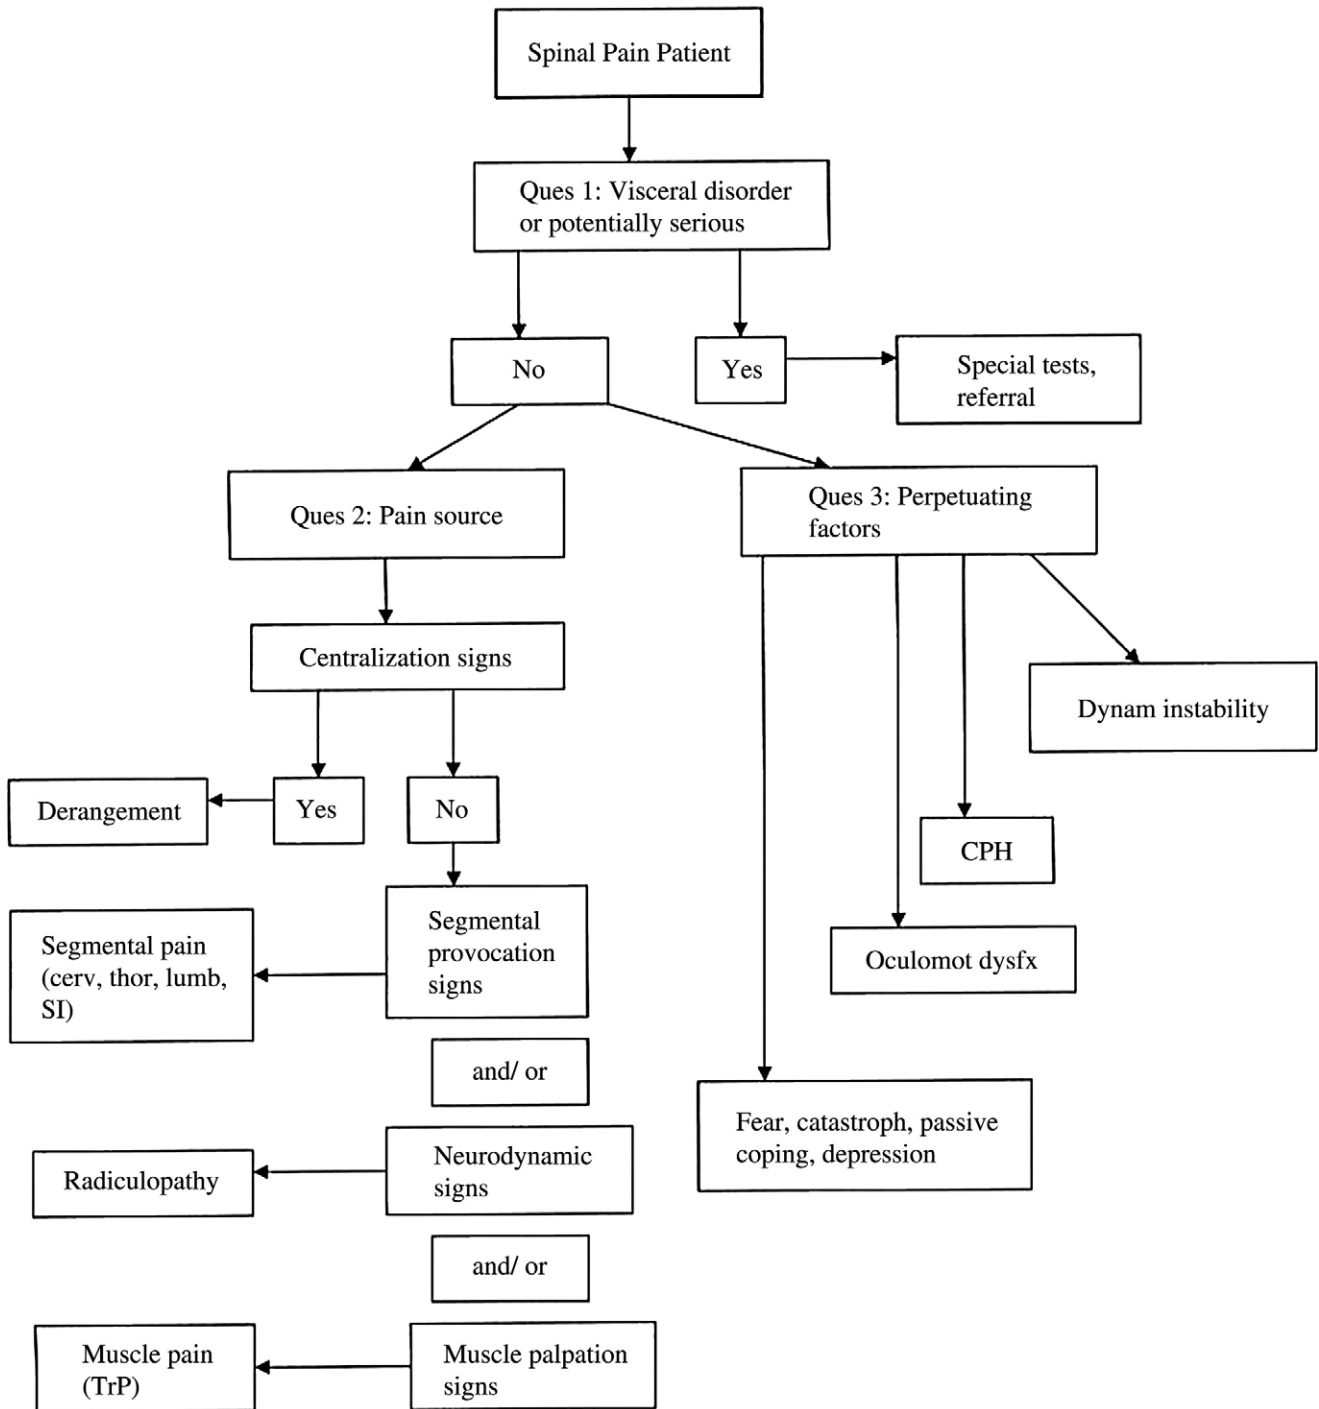 Spinal Pain Patient
Ques 1: Visceral disorder
or potentially serious
No
Yes
Special tests,
referral
Ques 2: Pain source
Ques 3: Perpetuating
factors
Centralization signs
Dynam instability
Derangement
Yes
No
CPH
Segmental pain
(cerv, thor, lumb,
SI)
Segmental
provocation
signs
Oculomot dysfx
and/ or
Fear, catastroph, passive
coping, depression
Radiculopathy
Neurodynamic
signs
and/ or
Muscle pain
(TrP)
Muscle palpation
signs